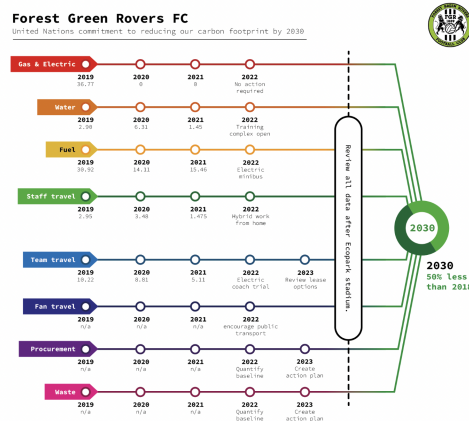 Forest Green Rovers FC
United Nations commitment to reducing our carbon footprint by 2030
FGR
Gas & Electric
2019 2020 2021 2022
36.77 0 0 No action
required
Water
2019 2020 2021 2022
2.90 6.31 1.45 Training
complex open
Fuel
2019 2020 2021 2022
30.92 14.11 15.46 Electric
minibus
Staff travel
2019 2020 2021 2022
2.95 3.48 1.475 Hybrid work
from home
Team travel
2019 2020 2021 2022 2023
10.22 8.81 5.11 Electric Review lease
coach trial options
Fan travel
2019 2020 2021 2022
n/a n/a n/a encourage public
transport
Procurement
2019 2020 2021 2022 2023
n/a n/a n/a Quantify Create
baseline action plan
Waste
2019 2020 2021 2022 2023
n/a n/a n/a Quantify Create
baseline action plan
Review all data after Ecopark stadium.
2030
2030
50% less
than 2018